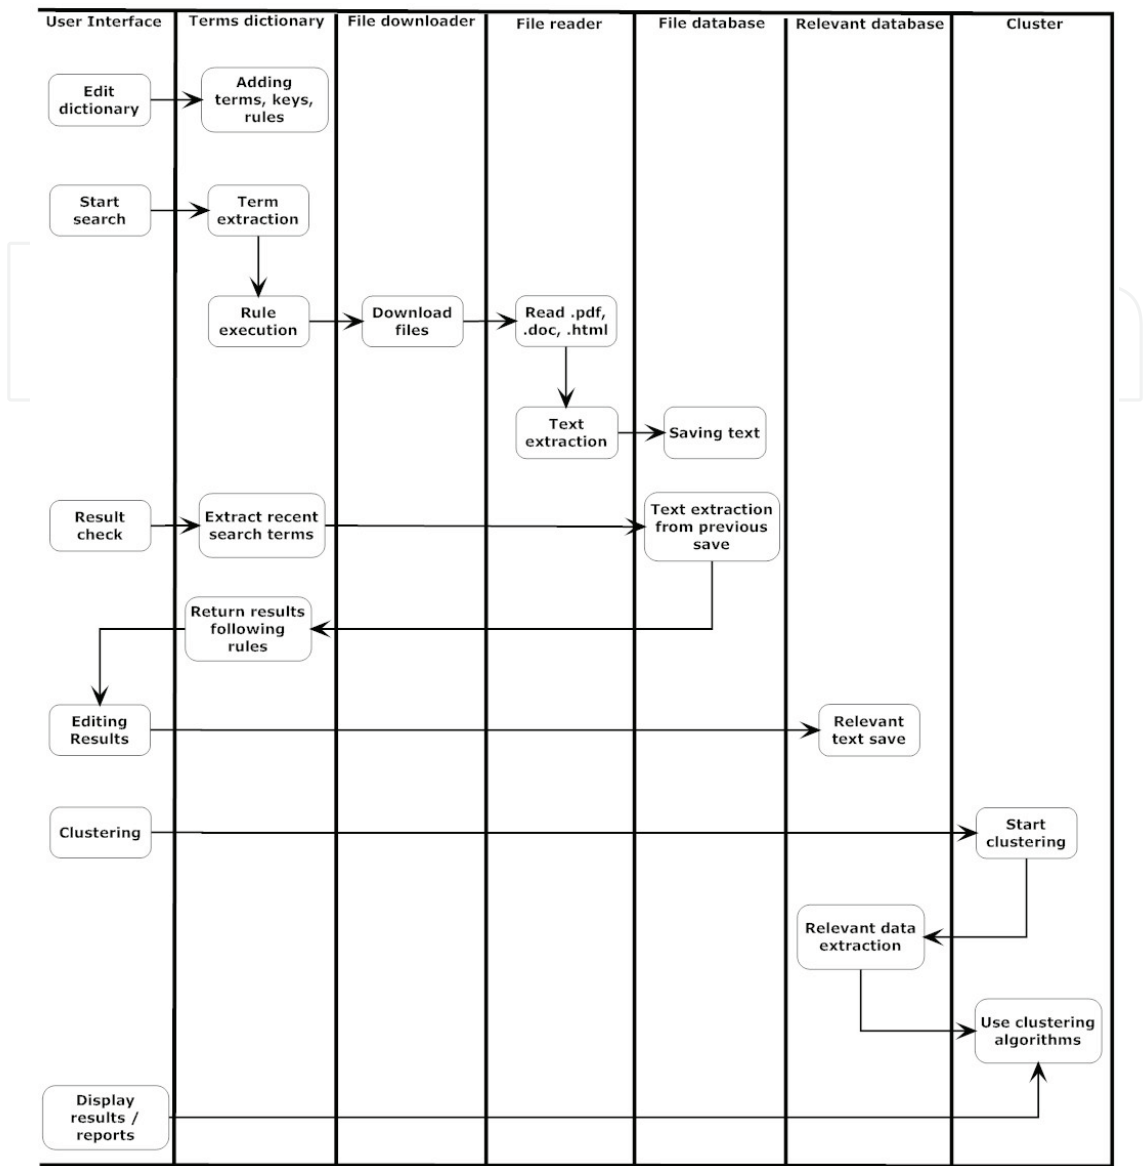 User Interface
Terms dictionary
File downloader
File reader
File database
Relevant database
Cluster
Edit
dictionary
Adding
terms, keys,
rules
Start
search
Term
extraction
Rule
execution
Download
files
Read .pdf,
.doc, .html
Text
extraction
Saving text
Result
check
Extract recent
search terms
Text extraction
from previous
save
Return results
following
rules
Editing
Results
Relevant
text save
Clustering
Start
clustering
Relevant data
extraction
Use clustering
algorithms
Display
results /
reports